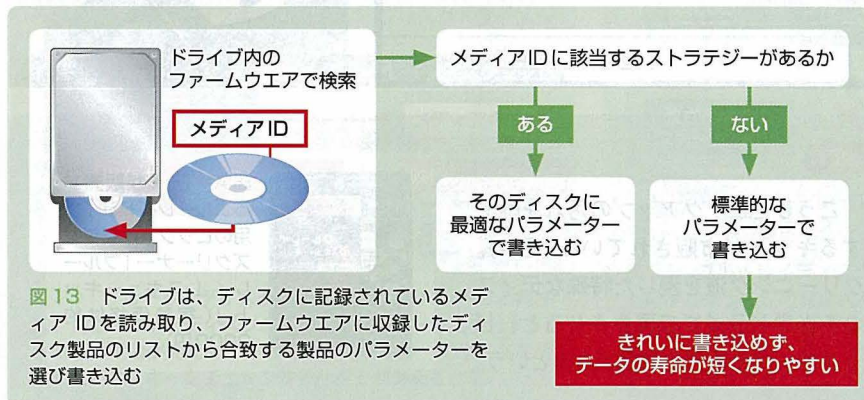 ドライブ内の
ファームウエアで検索
メディアID
メディアIDに該当するストラテジーがあるか
ある
ない
そのディスクに
最適なパラメーター
で書き込む
標準的な
パラメーターで
書き込む
きれいに書き込めず、
データの寿命が短くなりやすい
図13 ドライブは、ディスクに記録されているメデ
ィア IDを読み取り、ファームウエアに収録したディ
スク製品のリストから合致する製品のパラメーターを
選び書き込む